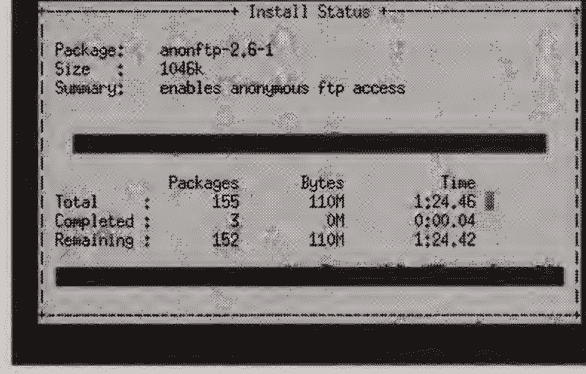 Install Status
Package: anonftp-2.6-1
Size : 1046k
Summary: enables anonymous ftp access
Packages Bytes Time
Total : 155 110M 1:24.46
Completed : 3 0M 0:00.04
Remaining : 152 110M 1:24.42